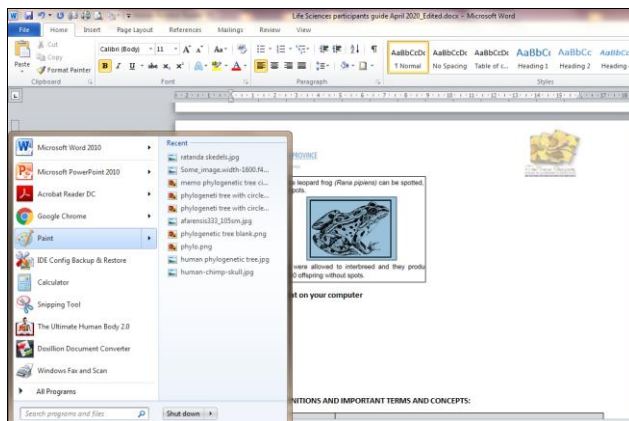 Life Sciences participants guide April 2020_Edited.docx - Microsoft Word
File Home Insert Page Layout References Mailings Review View
Cut
Copy
Format Painter
Paste
Calibri (Body) 11
Clipboard Font Paragraph Styles
AaBbCcDc AaBbCcDc AaBbCcDc AaBbC( AaBbCc AaBbCcI
¶ Normal No Spacing Table of c... Heading 1 Heading 2 Heading
Microsoft Word 2010
Microsoft PowerPoint 2010
Acrobat Reader DC
Google Chrome
Paint
IDE Config Backup & Restore
Calculator
Snipping Tool
The Ultimate Human Body 2.0
Doxillion Document Converter
Windows Fax and Scan
All Programs
Search programs and files
Shut down
Recent
ratanda skedels.jpg
Some_image.width-1600.f4...
memo phylogenetic tree ci...
phylogeneti tree with circle...
phylogeneti tree with circle...
afarensis333_105sm.jpg
phylogenetic tree blank.png
phylo.png
human phylogenetic tree.jpg
human-chimp-skull.jpg
PROVINCE
leopard frog (Rana pipiens) can be spotted,
pots.
were allowed to interbreed and they produ
0 offspring without spots.
nt on your computer
NITIONS AND IMPORTANT TERMS AND CONCEPTS: